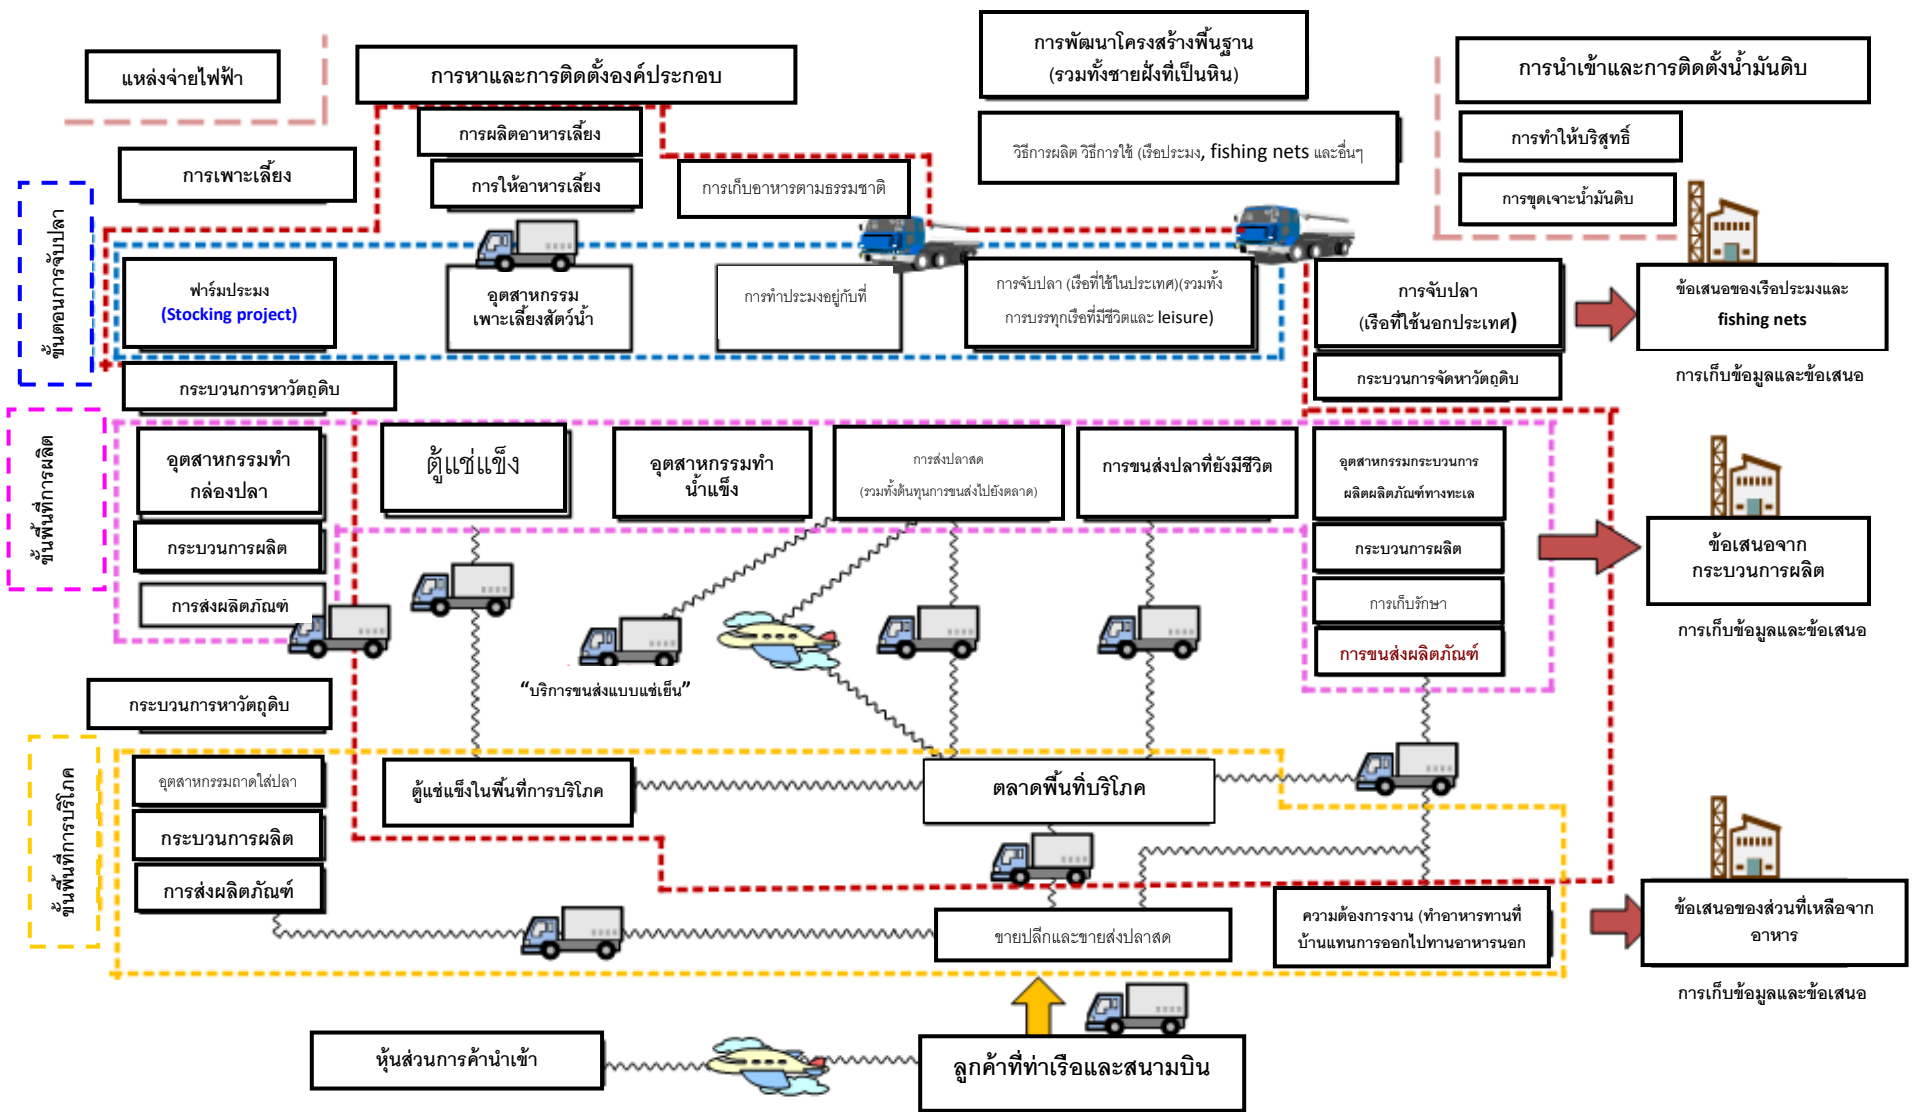 แหล่งจ่ายไฟฟ้า
การหาและการติดตั้งองค์ประกอบ
การพัฒนาโครงสร้างพื้นฐาน
(รวมทั้งชายฝั่งที่เป็นหิน)
การนำเข้าและการติดตั้งน้ำมันดิบ
การผลิตอาหารเลี้ยง
วิธีการผลิต วิธีการใช้ (เรือประมง, fishing nets และอื่นๆ
การทำให้บริสุทธิ์
การเพาะเลี้ยง
การให้อาหารเลี้ยง
การเก็บอาหารตามธรรมชาติ
การขุดเจาะน้ำมันดิบ
ขั้นตอนการจับปลา
ฟาร์มประมง
(Stocking project)
อุตสาหกรรม
เพาะเลี้ยงสัตว์น้ำ
การทำประมงอยู่กับที่
การจับปลา (เรือที่ใช้ในประเทศ)(รวมทั้ง
การบรรทุกเรือที่มีชีวิตและ leisure)
การจับปลา
(เรือที่ใช้นอกประเทศ)
ข้อเสนอของเรือประมงและ
fishing nets
กระบวนการหาวัตถุดิบ
กระบวนการจัดหาวัตถุดิบ
การเก็บข้อมูลและข้อเสนอ
ขั้นพื้นที่การผลิต
อุตสาหกรรมทำ
กล่องปลา
ตู้แช่แข็ง
อุตสาหกรรมทำ
น้ำแข็ง
การส่งปลาสด
(รวมทั้งต้นทุนการขนส่งไปยังตลาด)
การขนส่งปลาที่ยังมีชีวิต
อุตสาหกรรมกระบวนการ
ผลิตผลิตภัณฑ์ทางทะเล
กระบวนการผลิต
กระบวนการผลิต
ข้อเสนอจาก
กระบวนการผลิต
การส่งผลิตภัณฑ์
การเก็บรักษา
การเก็บข้อมูลและข้อเสนอ
การขนส่งผลิตภัณฑ์
“บริการขนส่งแบบแช่เย็น”
กระบวนการหาวัตถุดิบ
ขั้นพื้นที่การบริโภค
อุตสาหกรรมถาดใส่ปลา
ตู้แช่แข็งในพื้นที่การบริโภค
ตลาดพื้นที่บริโภค
กระบวนการผลิต
การส่งผลิตภัณฑ์
ขายปลีกและขายส่งปลาสด
ความต้องการงาน (ทำอาหารทานที่
บ้านแทนการออกไปทานอาหารนอก
ข้อเสนอของส่วนที่เหลือจาก
อาหาร
การเก็บข้อมูลและข้อเสนอ
หุ้นส่วนการค้านำเข้า
ลูกค้าที่ท่าเรือและสนามบิน